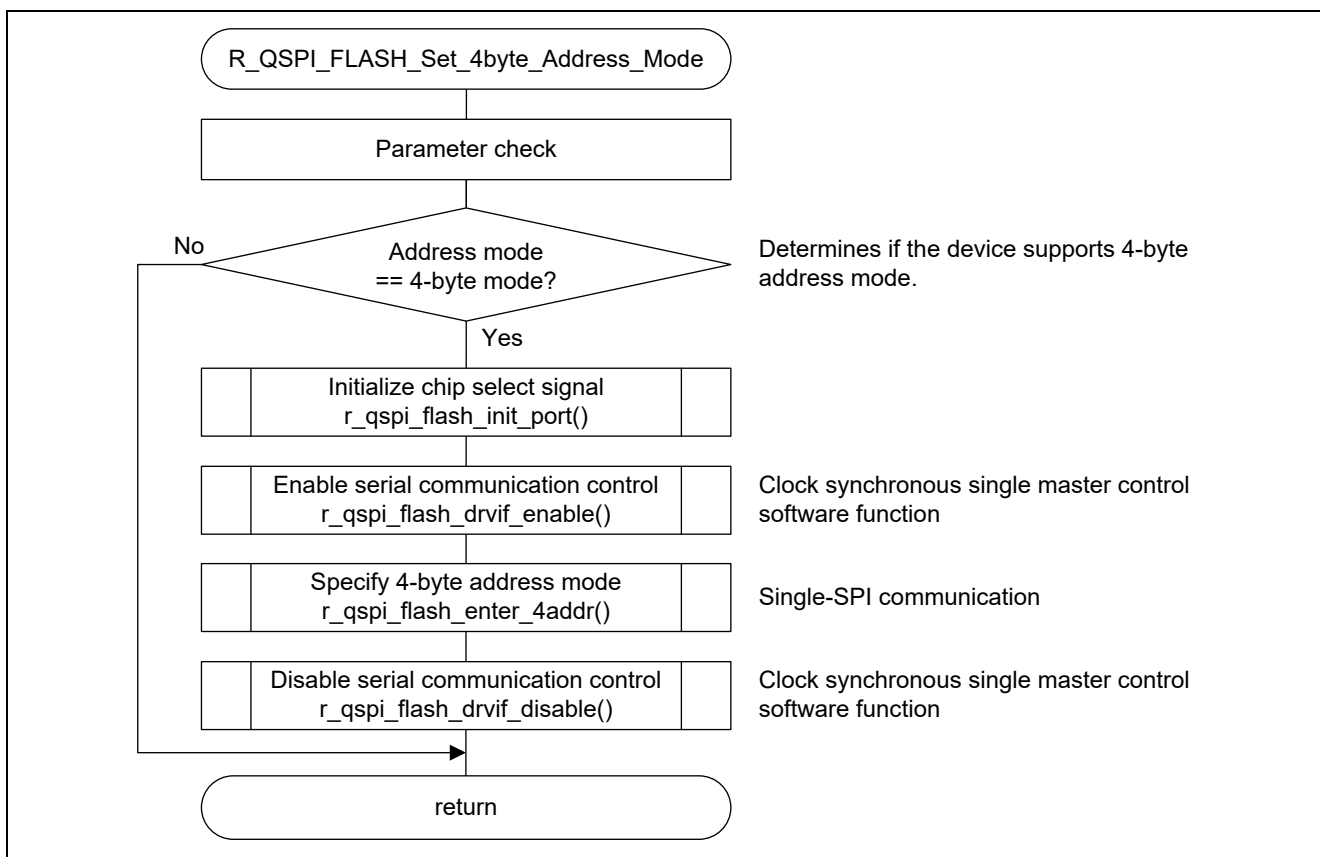 R_QSPI_FLASH_Set_4byte_Address_Mode
Parameter check
No
Address mode
== 4-byte mode?
Determines if the device supports 4-byte
address mode.
Yes
Initialize chip select signal
r_qspi_flash_init_port()
Enable serial communication control
r_qspi_flash_drvif_enable()
Clock synchronous single master control
software function
Specify 4-byte address mode
r_qspi_flash_enter_4addr()
Single-SPI communication
Disable serial communication control
r_qspi_flash_drvif_disable()
Clock synchronous single master control
software function
return